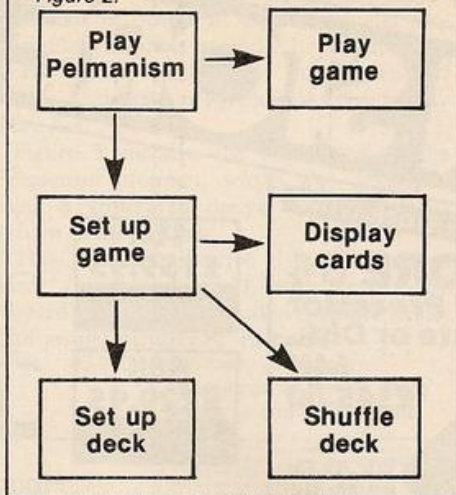 Figure 2.
Play
Pelmanism
Play
game
Set up
game
Display
cards
Set up
deck
Shuffle
deck